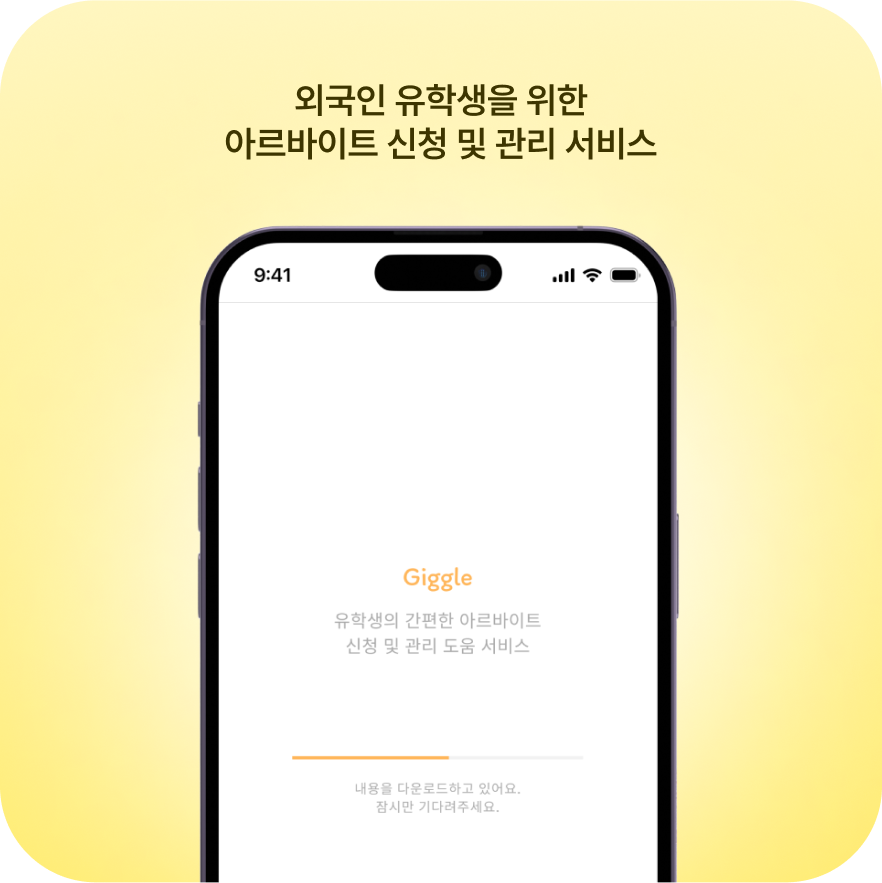 외국인 유학생을 위한
아르바이트 신청 및 관리 서비스
9:41
Giggle
유학생의 간편한 아르바이트
신청 및 관리 도움 서비스
내용을 다운로드하고 있어요.
잠시만 기다려주세요.